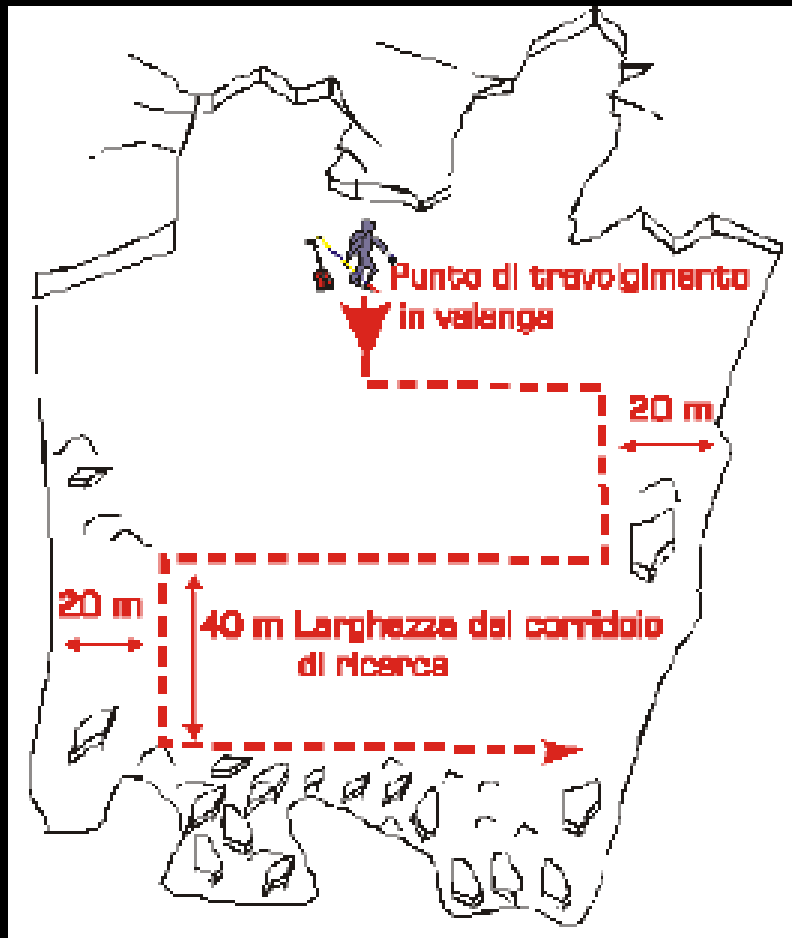 Punto di travolgimento
in valanga
20 m
20 m
40 m Larghezza del corridoio
di ricerca